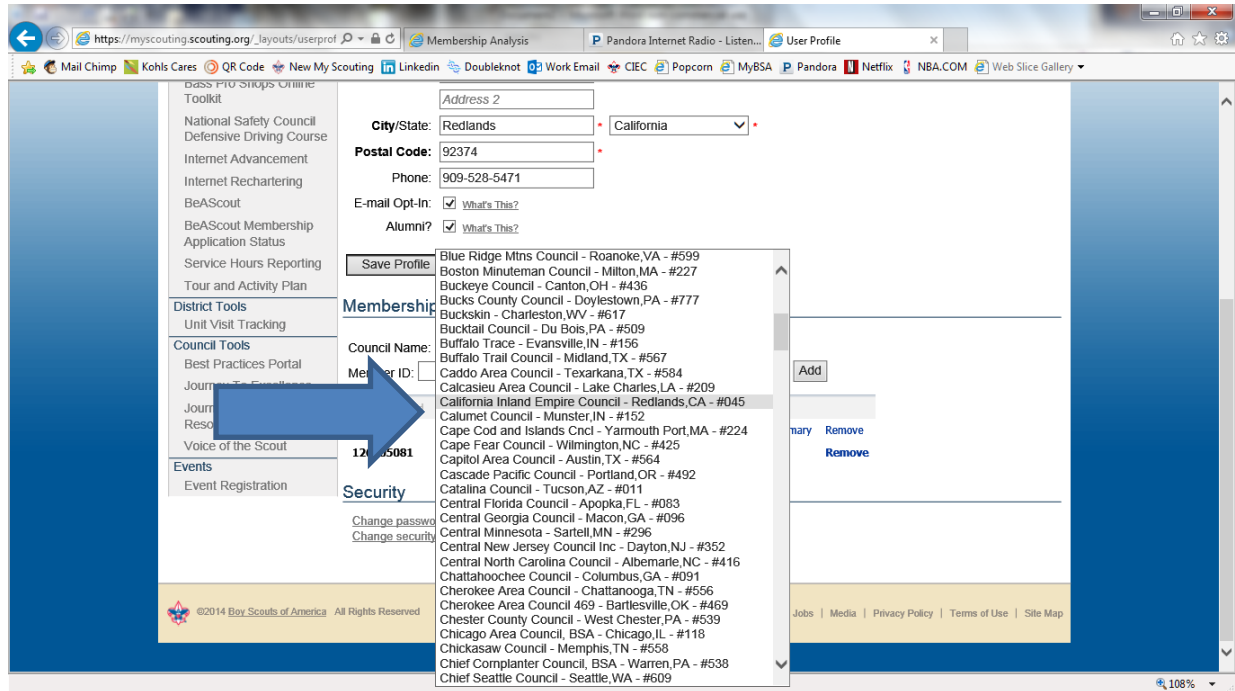 https://myscouting.scouting.org/_layouts/userprof
Membership Analysis
Pandora Internet Radio - Listen...
User Profile
Mail Chimp Kohls Cares QR Code New My Scouting Linkedin Doubleknot Work Email CIEC Popcorn MyBSA Pandora Netflix NBA.COM Web Slice Gallery
Bass Pro Shops Online
Toolkit
National Safety Council
Defensive Driving Course
Internet Advancement
Internet Rechartering
BeAScout
BeAScout Membership
Application Status
Service Hours Reporting
Tour and Activity Plan
District Tools
Unit Visit Tracking
Council Tools
Best Practices Portal
Voice of the Scout
Events
Event Registration
Address 2
City/State: Redlands * California *
Postal Code: 92374 *
Phone: 909-528-5471
E-mail Opt-In: What's This?
Alumni? What's This?
Save Profile
Membership
Council Name:
Member ID:
Add
Remove
Remove
Security
Change passwo
Change security
Blue Ridge Mtns Council - Roanoke,VA - #599
Boston Minuteman Council - Milton,MA - #227
Buckeye Council - Canton,OH - #436
Bucks County Council - Doylestown,PA - #777
Buckskin - Charleston,WV - #617
Bucktail Council - Du Bois,PA - #509
Buffalo Trace - Evansville,IN - #156
Buffalo Trail Council - Midland,TX - #567
Caddo Area Council - Texarkana,TX - #584
Calcasieu Area Council - Lake Charles,LA - #209
California Inland Empire Council - Redlands,CA - #045
Calumet Council - Munster,IN - #152
Cape Cod and Islands Cncl - Yarmouth Port,MA - #224
Cape Fear Council - Wilmington,NC - #425
Capitol Area Council - Austin,TX - #564
Cascade Pacific Council - Portland,OR - #492
Catalina Council - Tucson,AZ - #011
Central Florida Council - Apopka,FL - #083
Central Georgia Council - Macon,GA - #096
Central Minnesota - Sartell,MN - #296
Central New Jersey Council Inc - Dayton,NJ - #352
Central North Carolina Council - Albemarle,NC - #416
Chattahoochee Council - Columbus,GA - #091
Cherokee Area Council - Chattanooga,TN - #556
Cherokee Area Council 469 - Bartlesville,OK - #469
Chester County Council - West Chester,PA - #539
Chicago Area Council, BSA - Chicago,IL - #118
Chickasaw Council - Memphis,TN - #558
Chief Cornplanter Council, BSA - Warren,PA - #538
Chief Seattle Council - Seattle,WA - #609
©2014 Boy Scouts of America All Rights Reserved
Jobs | Media | Privacy Policy | Terms of Use | Site Map
108%